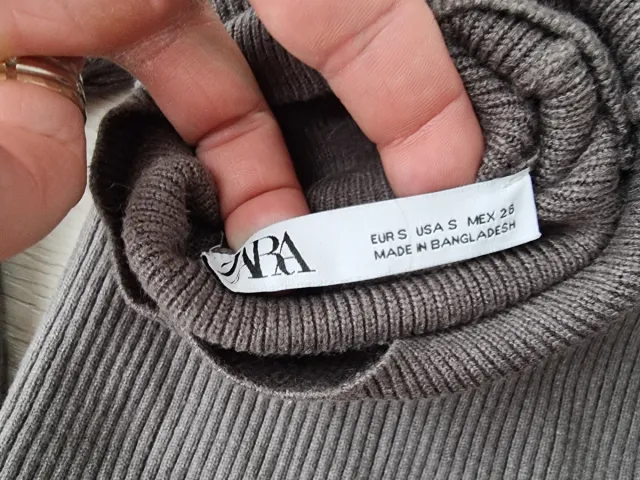 ZARA
EUR S USA S MEX 26
MADE IN BANGLADESH